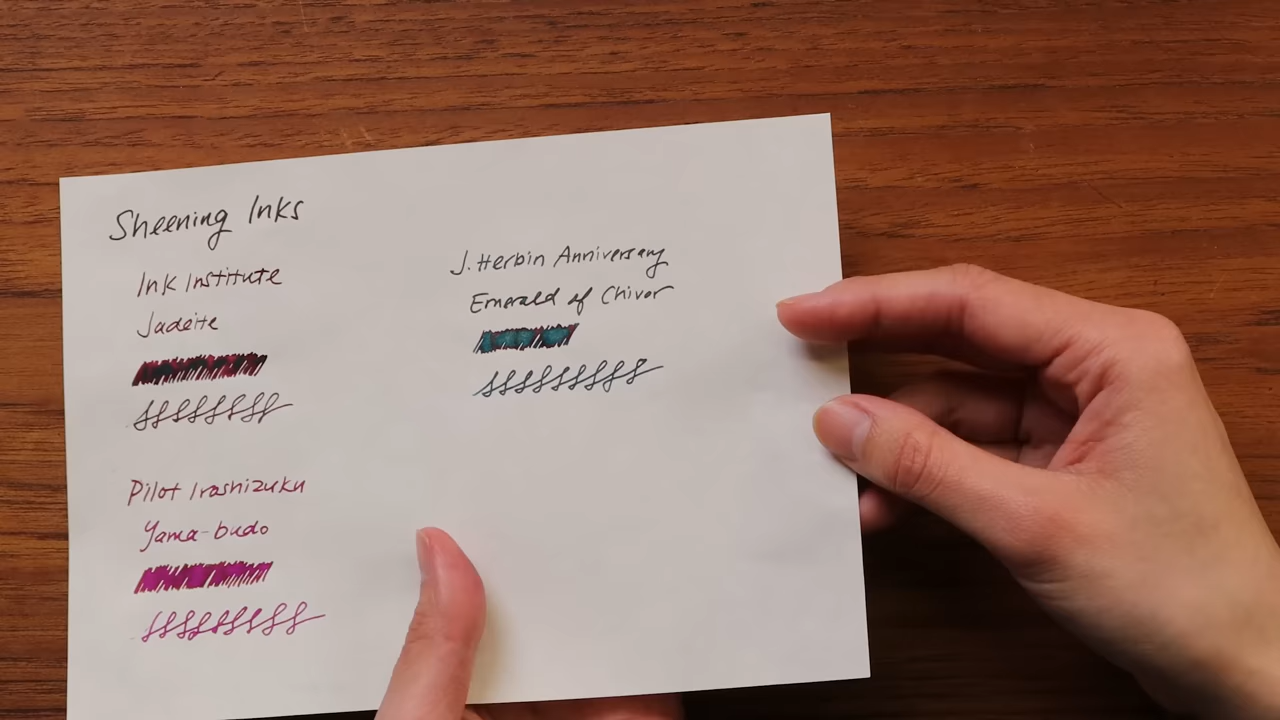 Sheening Inks
Ink Institute
Jadeite
Pilot Iroshizuku
Yama-budo
J. Herbin Anniversary
Emerald of Chivor